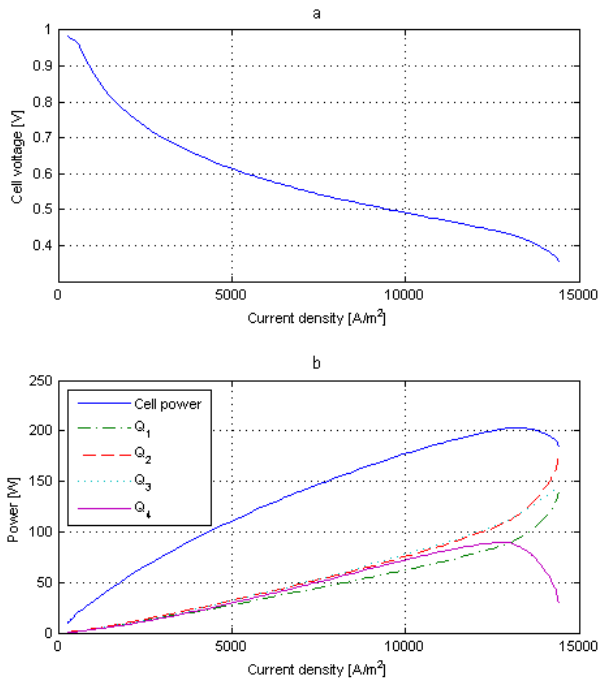 a
1
0.9
0.8
0.7
0.6
0.5
0.4
0
5000
10000
15000
Cell voltage [V]
Current density [A/m²]
b
250
200
150
100
50
0
0
5000
10000
15000
Power [W]
Cell power
Q₁
Q₂
Q₃
Q₄
Current density [A/m²]